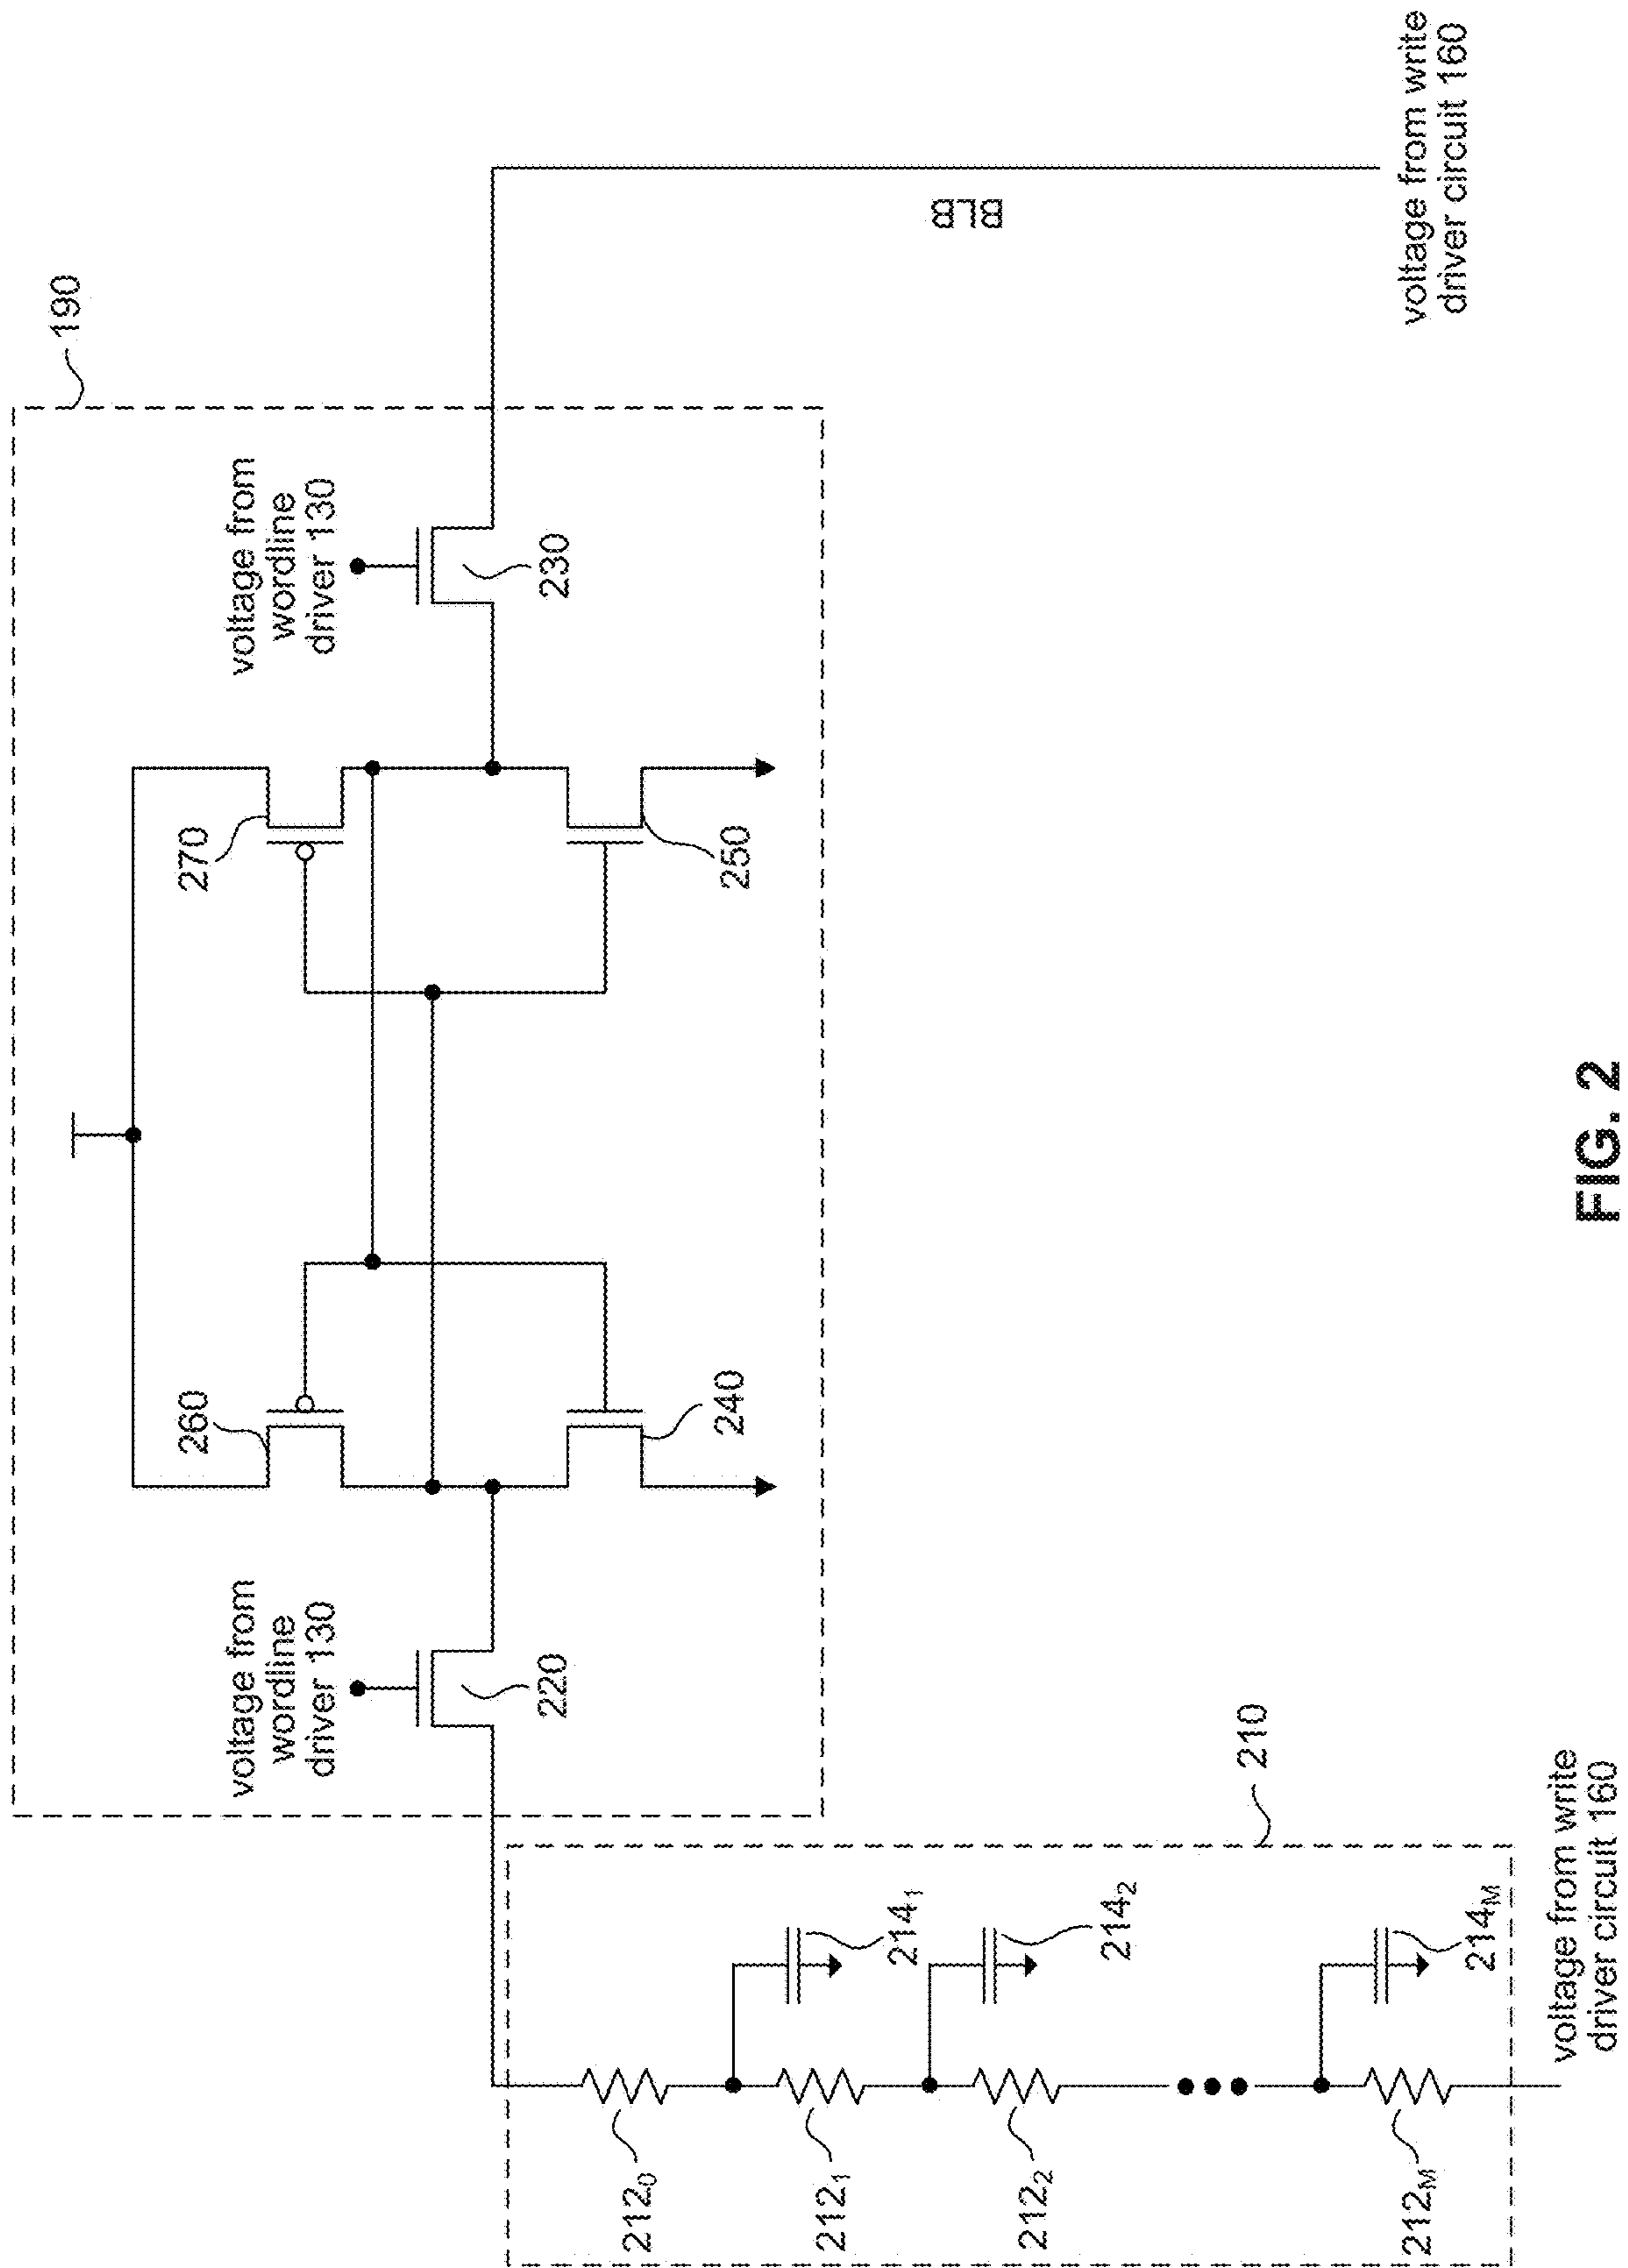 190
voltage from
wordline
driver 130
voltage from
wordline
driver 130
260
270
220
230
240
250
BLB
210
212₀
214₁
212₁
214₂
212₂
214M
212M
voltage from write
driver circuit 160
voltage from write
driver circuit 160
FIG. 2